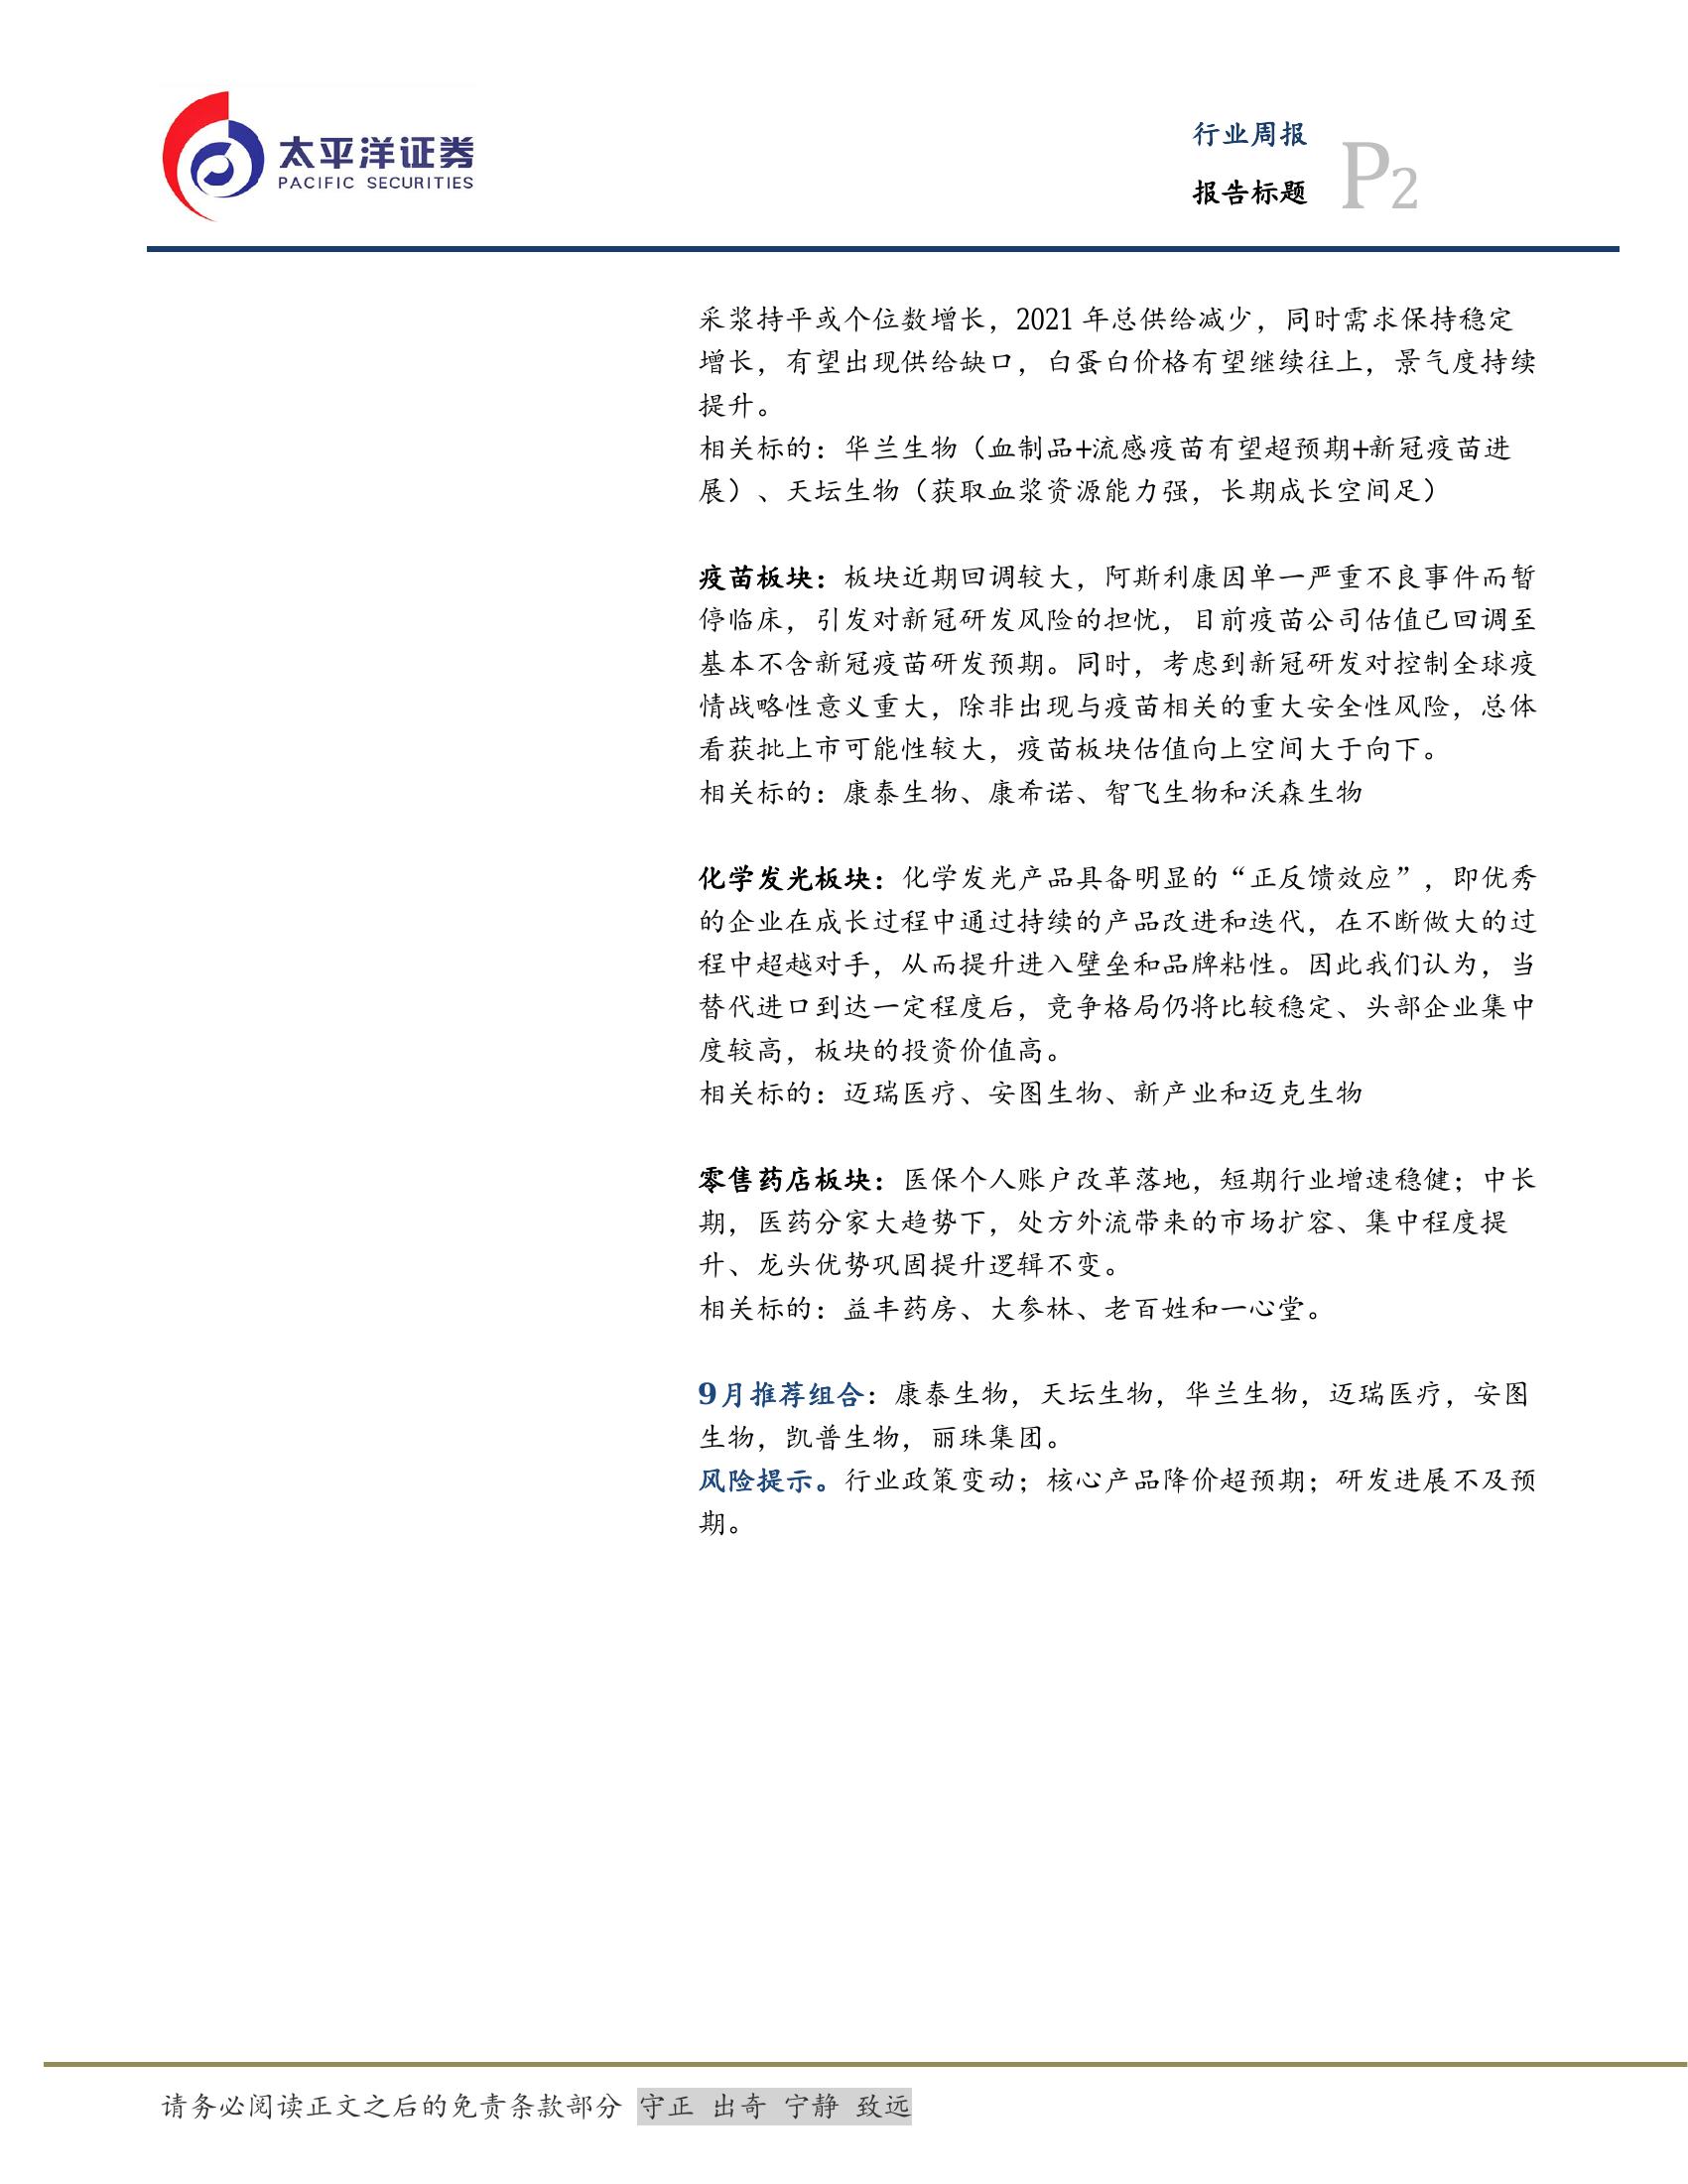 太平洋证券
PACIFIC SECURITIES
行业周报
报告标题
P2
采浆持平或个位数增长，2021 年总供给减少，同时需求保持稳定
增长，有望出现供给缺口，白蛋白价格有望继续往上，景气度持续
提升。
相关标的：华兰生物（血制品+流感疫苗有望超预期+新冠疫苗进
展）、天坛生物（获取血浆资源能力强，长期成长空间足）
疫苗板块：板块近期回调较大，阿斯利康因单一严重不良事件而暂
停临床，引发对新冠研发风险的担忧，目前疫苗公司估值已回调至
基本不含新冠疫苗研发预期。同时，考虑到新冠研发对控制全球疫
情战略性意义重大，除非出现与疫苗相关的重大安全性风险，总体
看获批上市可能性较大，疫苗板块估值向上空间大于向下。
相关标的：康泰生物、康希诺、智飞生物和沃森生物
化学发光板块：化学发光产品具备明显的“正反馈效应”，即优秀
的企业在成长过程中通过持续的产品改进和迭代，在不断做大的过
程中超越对手，从而提升进入壁垒和品牌粘性。因此我们认为，当
替代进口到达一定程度后，竞争格局仍将比较稳定、头部企业集中
度较高，板块的投资价值高。
相关标的：迈瑞医疗、安图生物、新产业和迈克生物
零售药店板块：医保个人账户改革落地，短期行业增速稳健；中长
期，医药分家大趋势下，处方外流带来的市场扩容、集中程度提
升、龙头优势巩固提升逻辑不变。
相关标的：益丰药房、大参林、老百姓和一心堂。
9月推荐组合：康泰生物，天坛生物，华兰生物，迈瑞医疗，安图
生物，凯普生物，丽珠集团。
风险提示。行业政策变动；核心产品降价超预期；研发进展不及预
期。
请务必阅读正文之后的免责条款部分 守正 出奇 宁静 致远